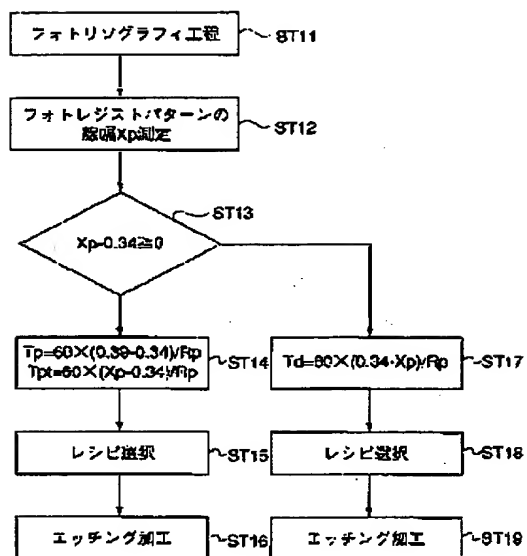 フォトリソグラフィ工程
ST11
フォトレジストパターンの
線幅Xp測定
ST12
ST13
Xp-0.34≧0
Tp=60×(0.39-0.34)/Rp
Tpt=60×(Xp-0.34)/Rp
ST14
Td=60×(0.34-Xp)/Rp
ST17
レシピ選択
ST15
レシピ選択
ST18
エッチング加工
ST16
エッチング加工
ST19